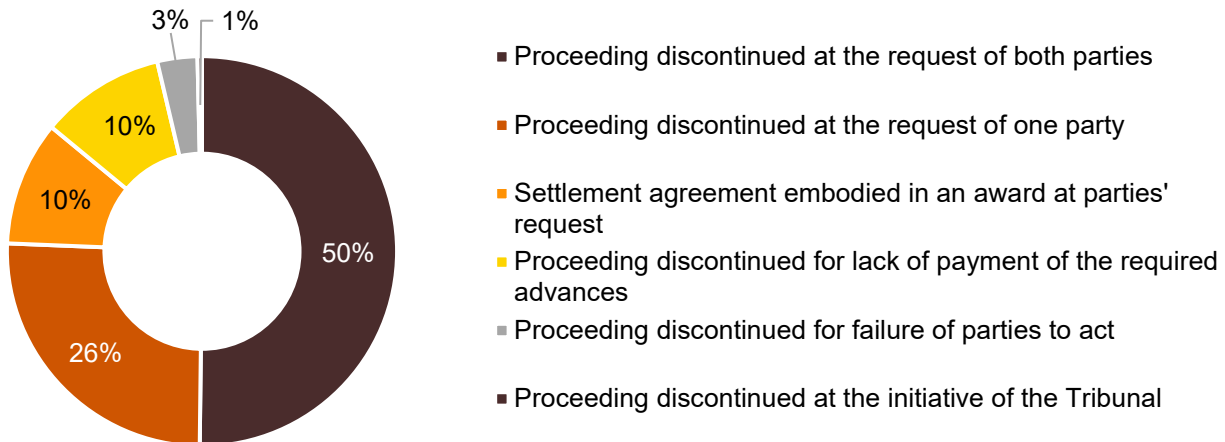 3%
1%
10%
10%
50%
26%
Proceeding discontinued at the request of both parties
Proceeding discontinued at the request of one party
Settlement agreement embodied in an award at parties'
request
Proceeding discontinued for lack of payment of the required
advances
Proceeding discontinued for failure of parties to act
Proceeding discontinued at the initiative of the Tribunal